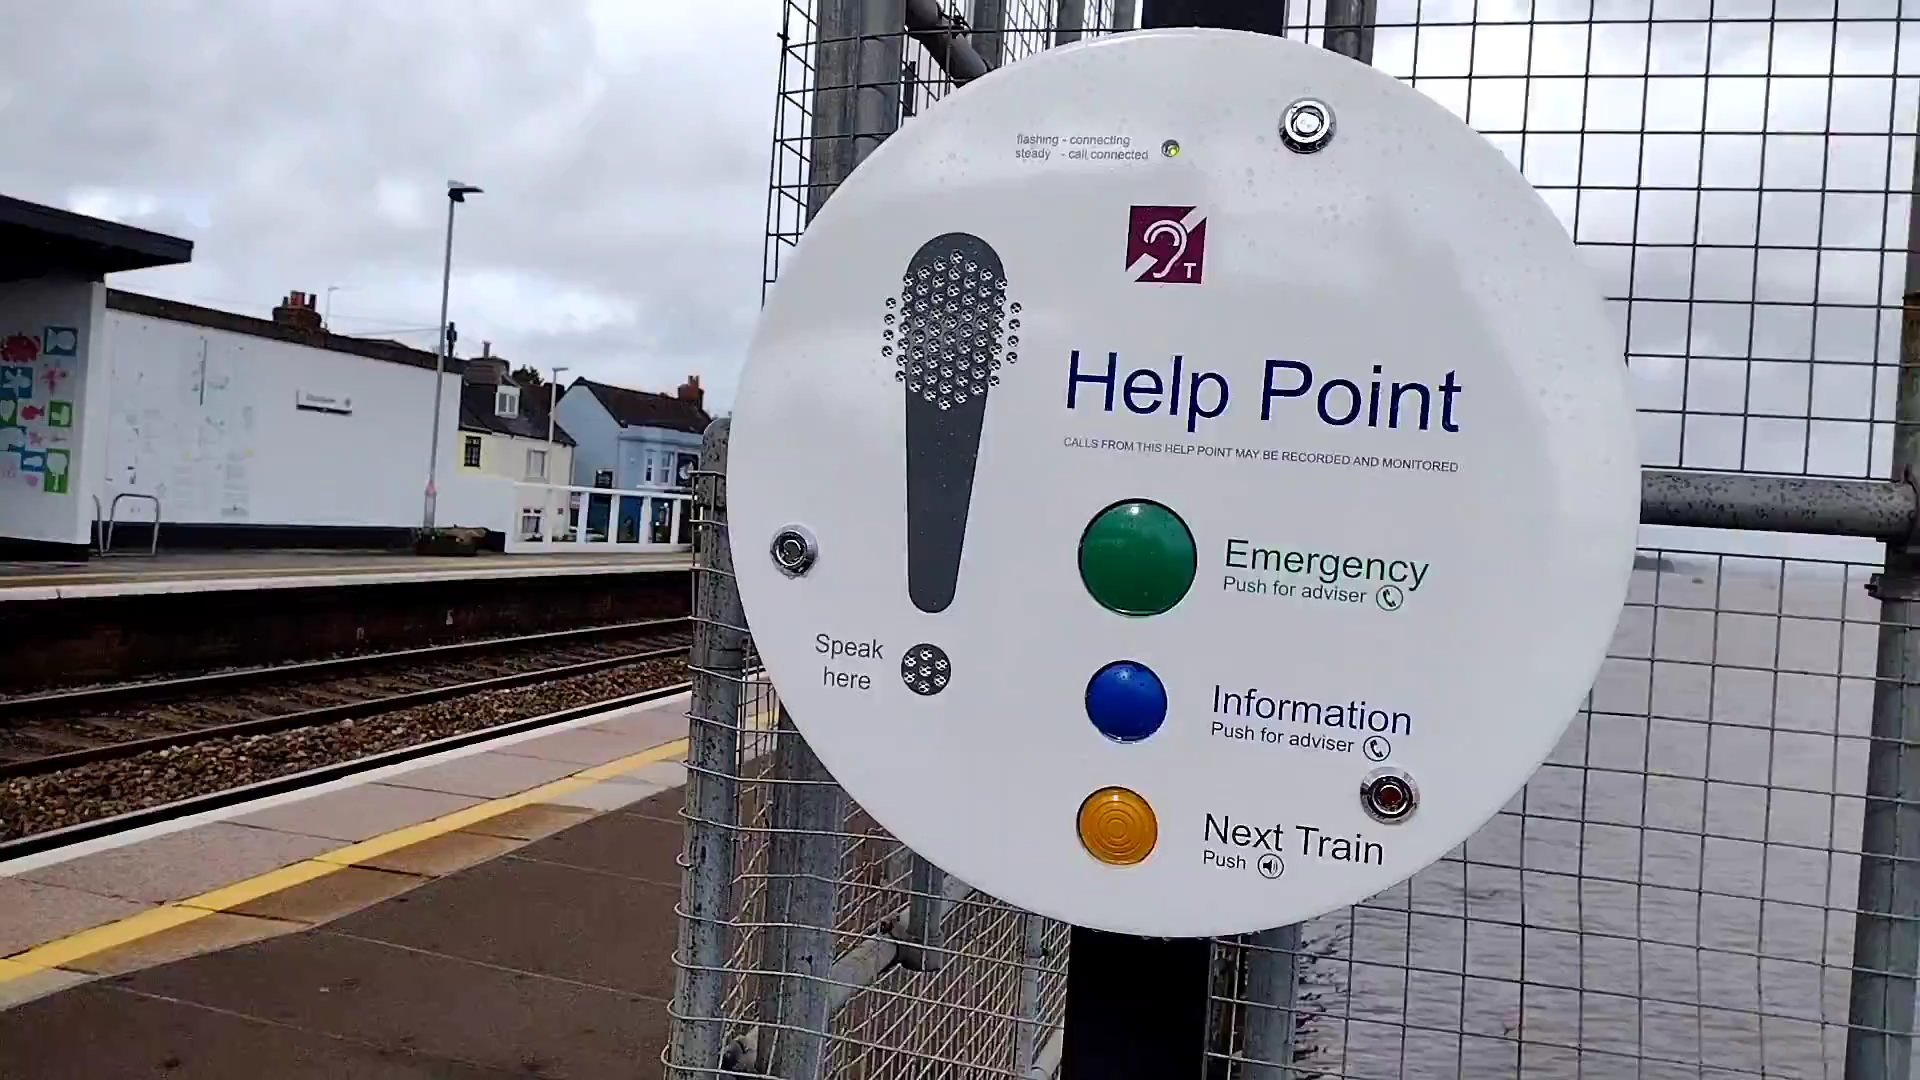 flashing - connecting
steady - call connected
T
Help Point
CALLS FROM THIS HELP POINT MAY BE RECORDED AND MONITORED
Emergency
Push for adviser
Speak
here
Information
Push for adviser
Next Train
Push